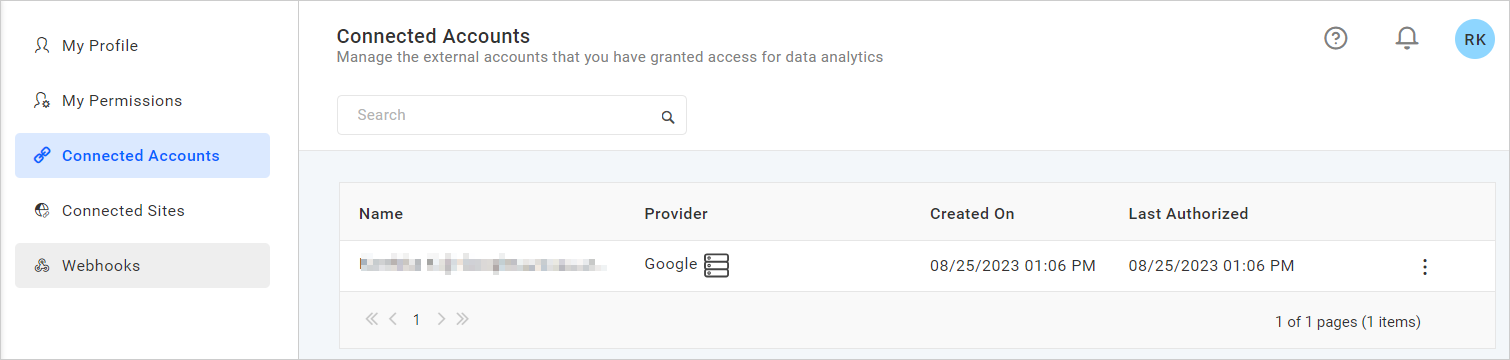 My Profile
My Permissions
Connected Accounts
Connected Sites
Webhooks
Connected Accounts
Manage the external accounts that you have granted access for data analytics
RK
Search
Name Provider Created On Last Authorized
Google 08/25/2023 01:06 PM 08/25/2023 01:06 PM
1
1 of 1 pages (1 items)